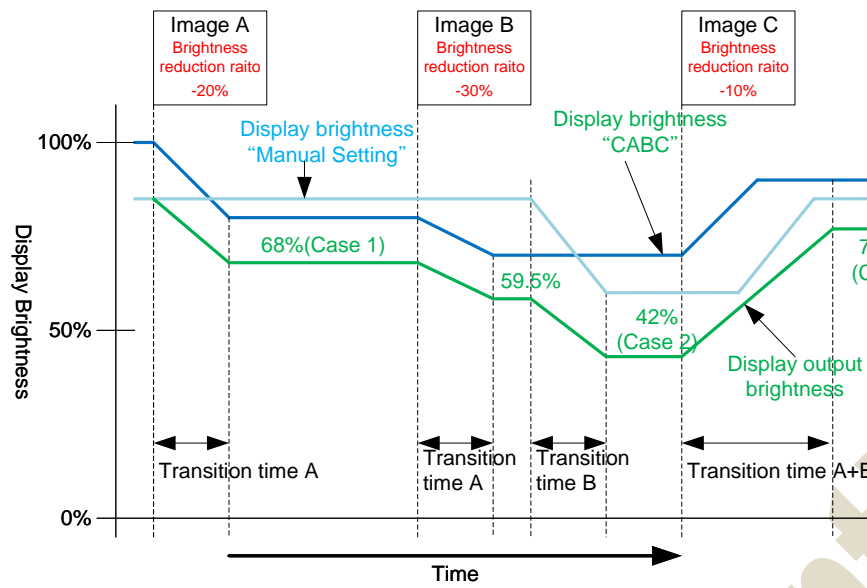 Image A
Brightness
reduction raito
-20%
Image B
Brightness
reduction raito
-30%
Image C
Brightness
reduction raito
-10%
Display brightness
“Manual Setting”
Display brightness
“CABC”
100%
50%
0%
Display Brightness
68%(Case 1)
59.5%
42%
(Case 2)
7
(C
Display output
brightness
Transition time A
Transition
time A
Transition
time B
Transition time A+B
Time